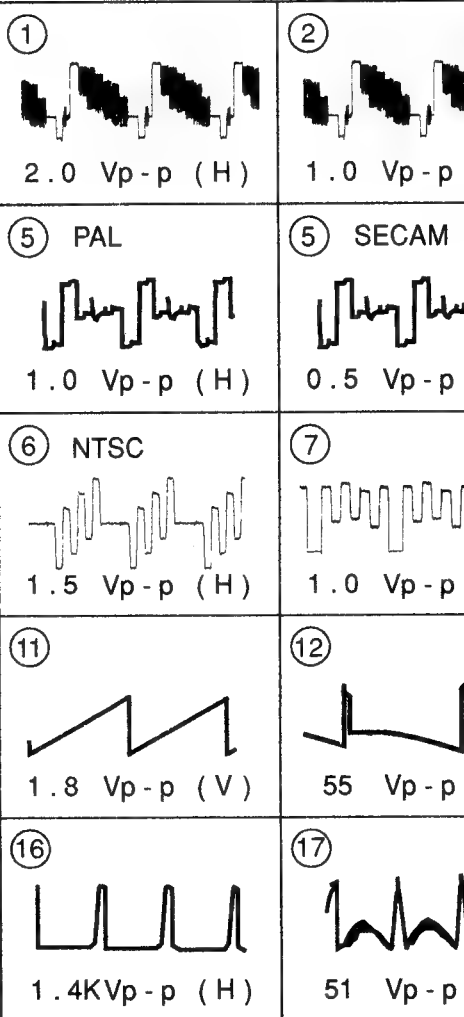 ① ②
2.0 Vp-p (H) 1.0 Vp-p
⑤ PAL ⑤ SECAM
1.0 Vp-p (H) 0.5 Vp-p
⑥ NTSC ⑦
1.5 Vp-p (H) 1.0 Vp-p
⑪ ⑫
1.8 Vp-p (V) 55 Vp-p
⑯ ⑰
1.4KVp-p (H) 51 Vp-p